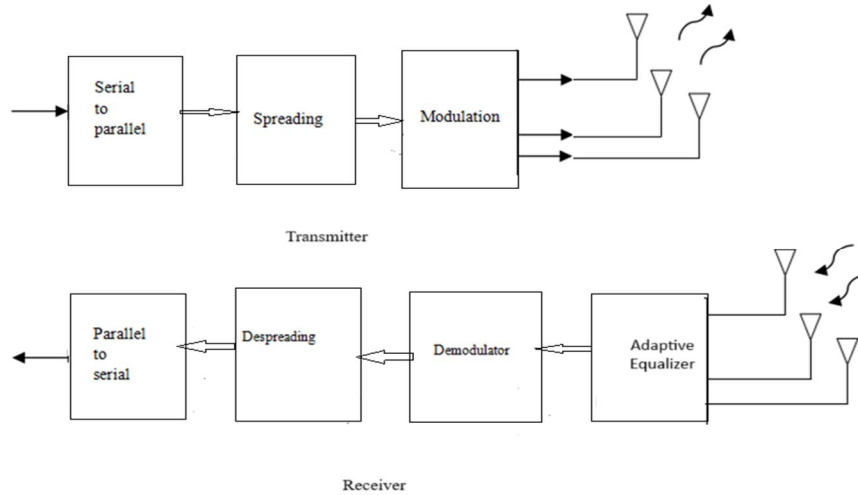 Serial
to
parallel
Spreading
Modulation
Transmitter
Parallel
to
serial
Despreading
Demodulator
Adaptive
Equalizer
Receiver